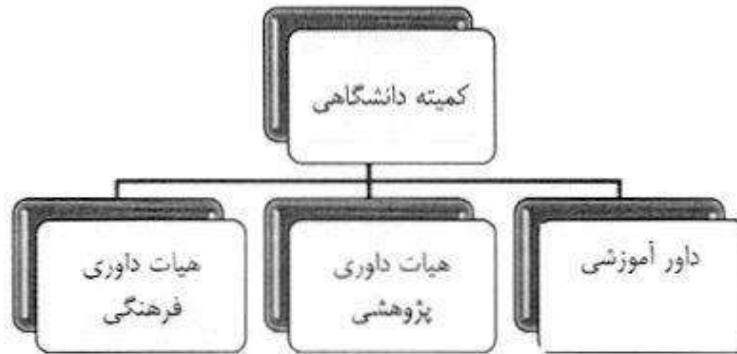 کمیته دانشگاهی
داور آموزشی
هیات داوری
پژوهشی
هیات داوری
فرهنگی